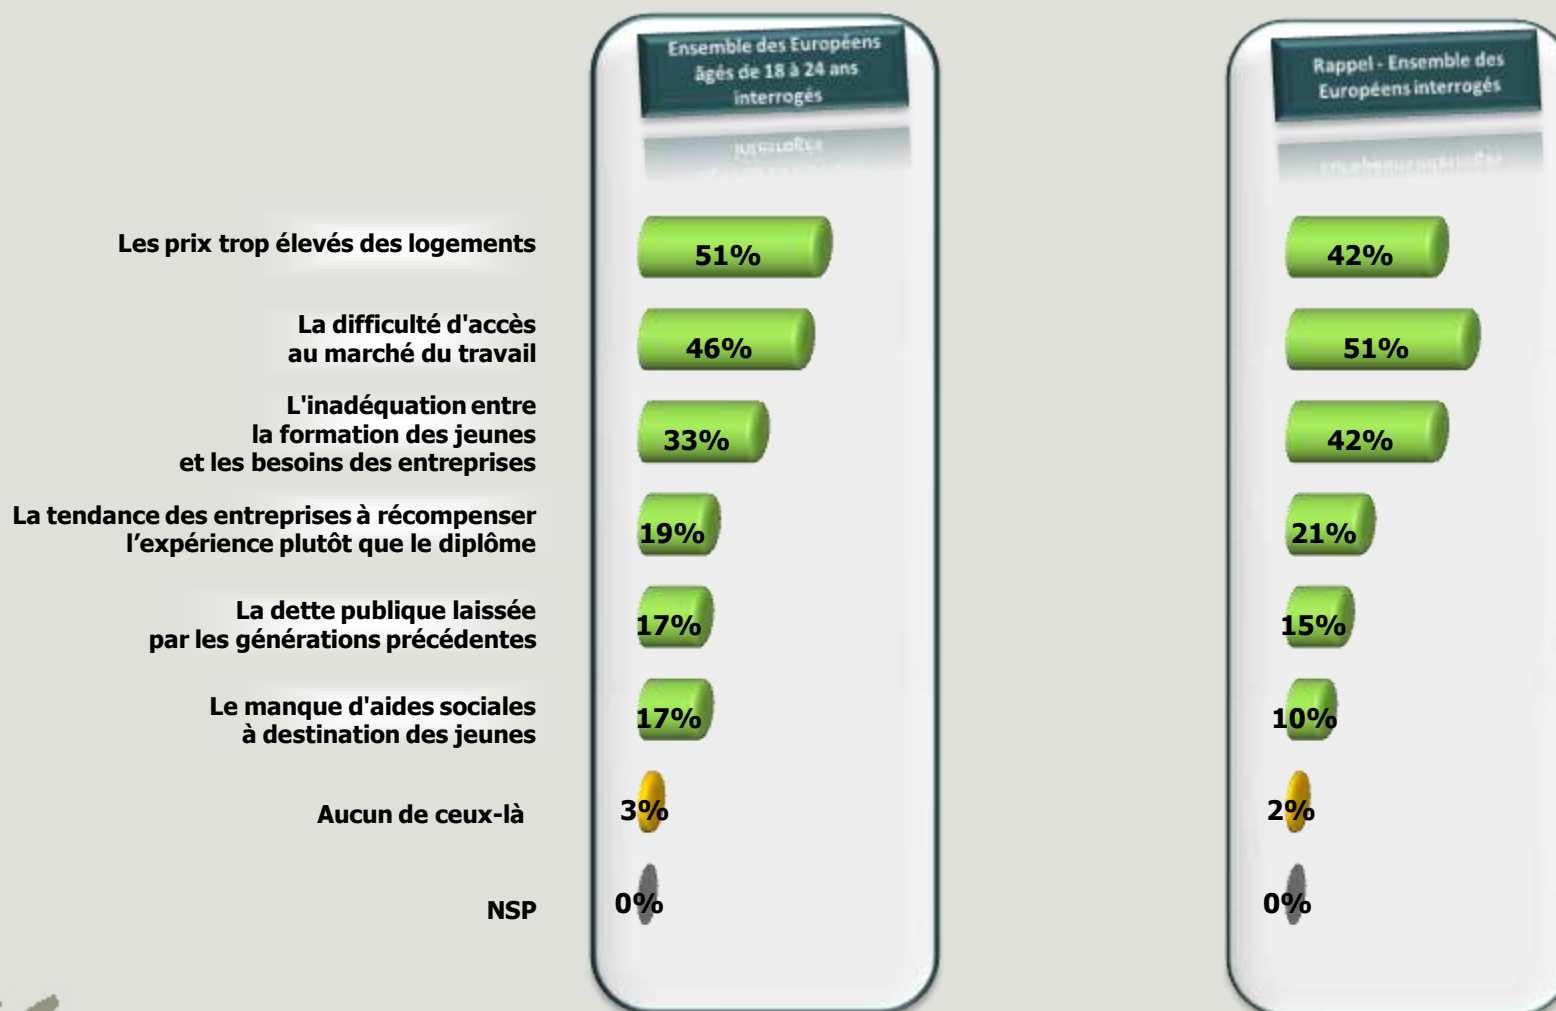 Ensemble des Européens
âgés de 18 à 24 ans
interrogés
Rappel - Ensemble des
Européens interrogés
Les prix trop élevés des logements
51%
42%
La difficulté d'accès
au marché du travail
46%
51%
L'inadéquation entre
la formation des jeunes
et les besoins des entreprises
33%
42%
La tendance des entreprises à récompenser
l’expérience plutôt que le diplôme
19%
21%
La dette publique laissée
par les générations précédentes
17%
15%
Le manque d'aides sociales
à destination des jeunes
17%
10%
Aucun de ceux-là
3%
2%
NSP
0%
0%